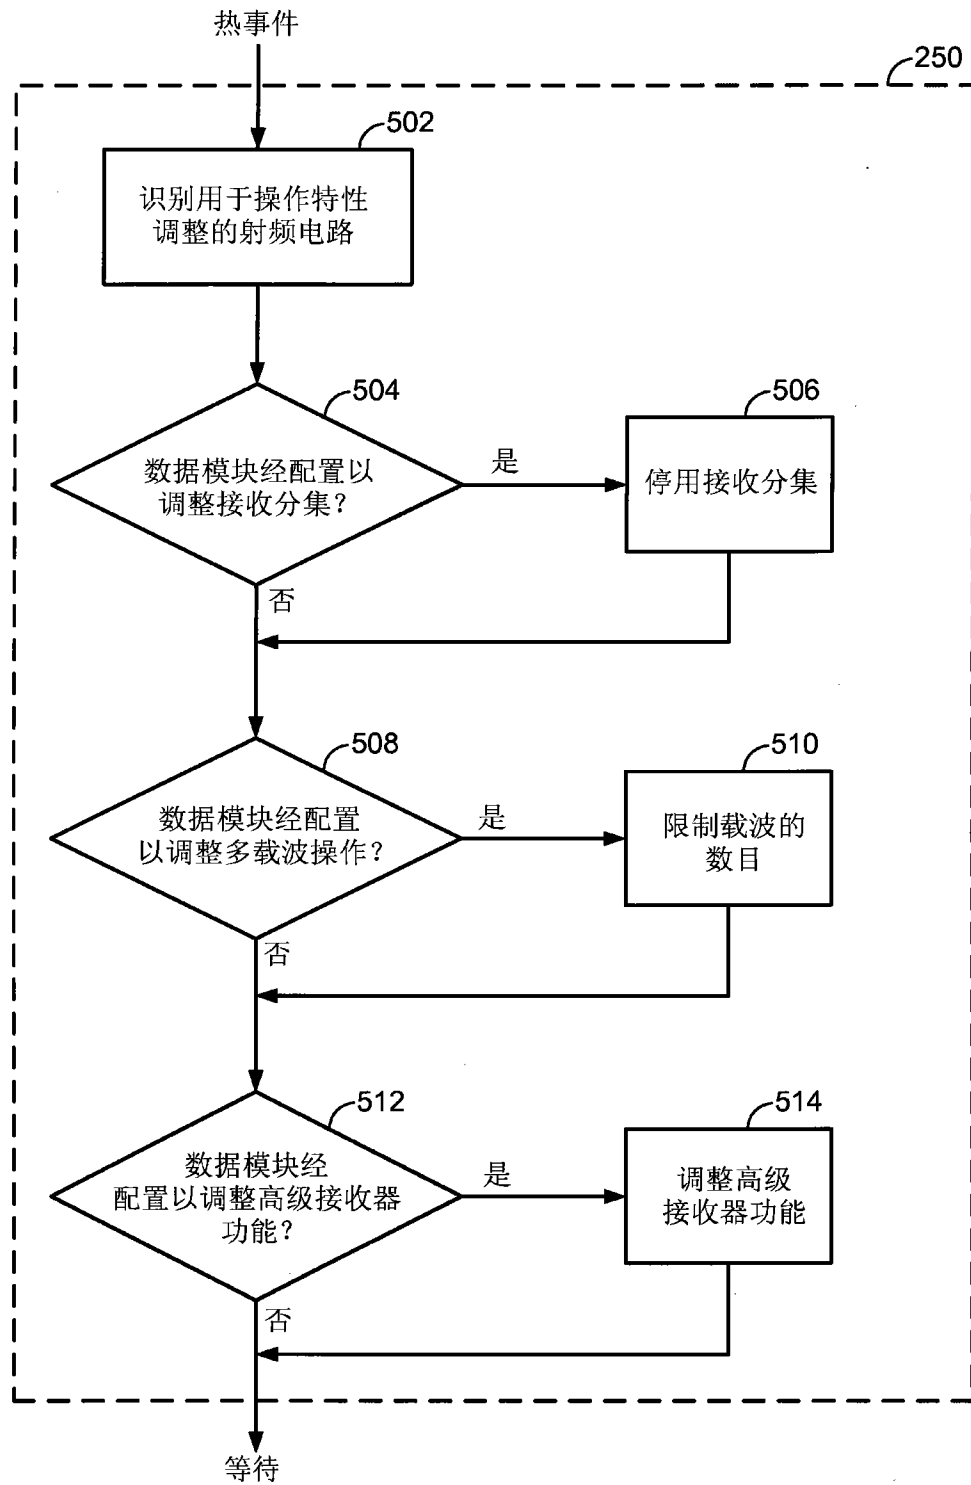 热事件
250
502
识别用于操作特性
调整的射频电路
504
数据模块经配置以
调整接收分集？
是
506
停用接收分集
否
508
数据模块经配置
以调整多载波操作？
是
510
限制载波的
数目
否
512
数据模块经
配置以调整高级接收器
功能？
是
514
调整高级
接收器功能
否
等待